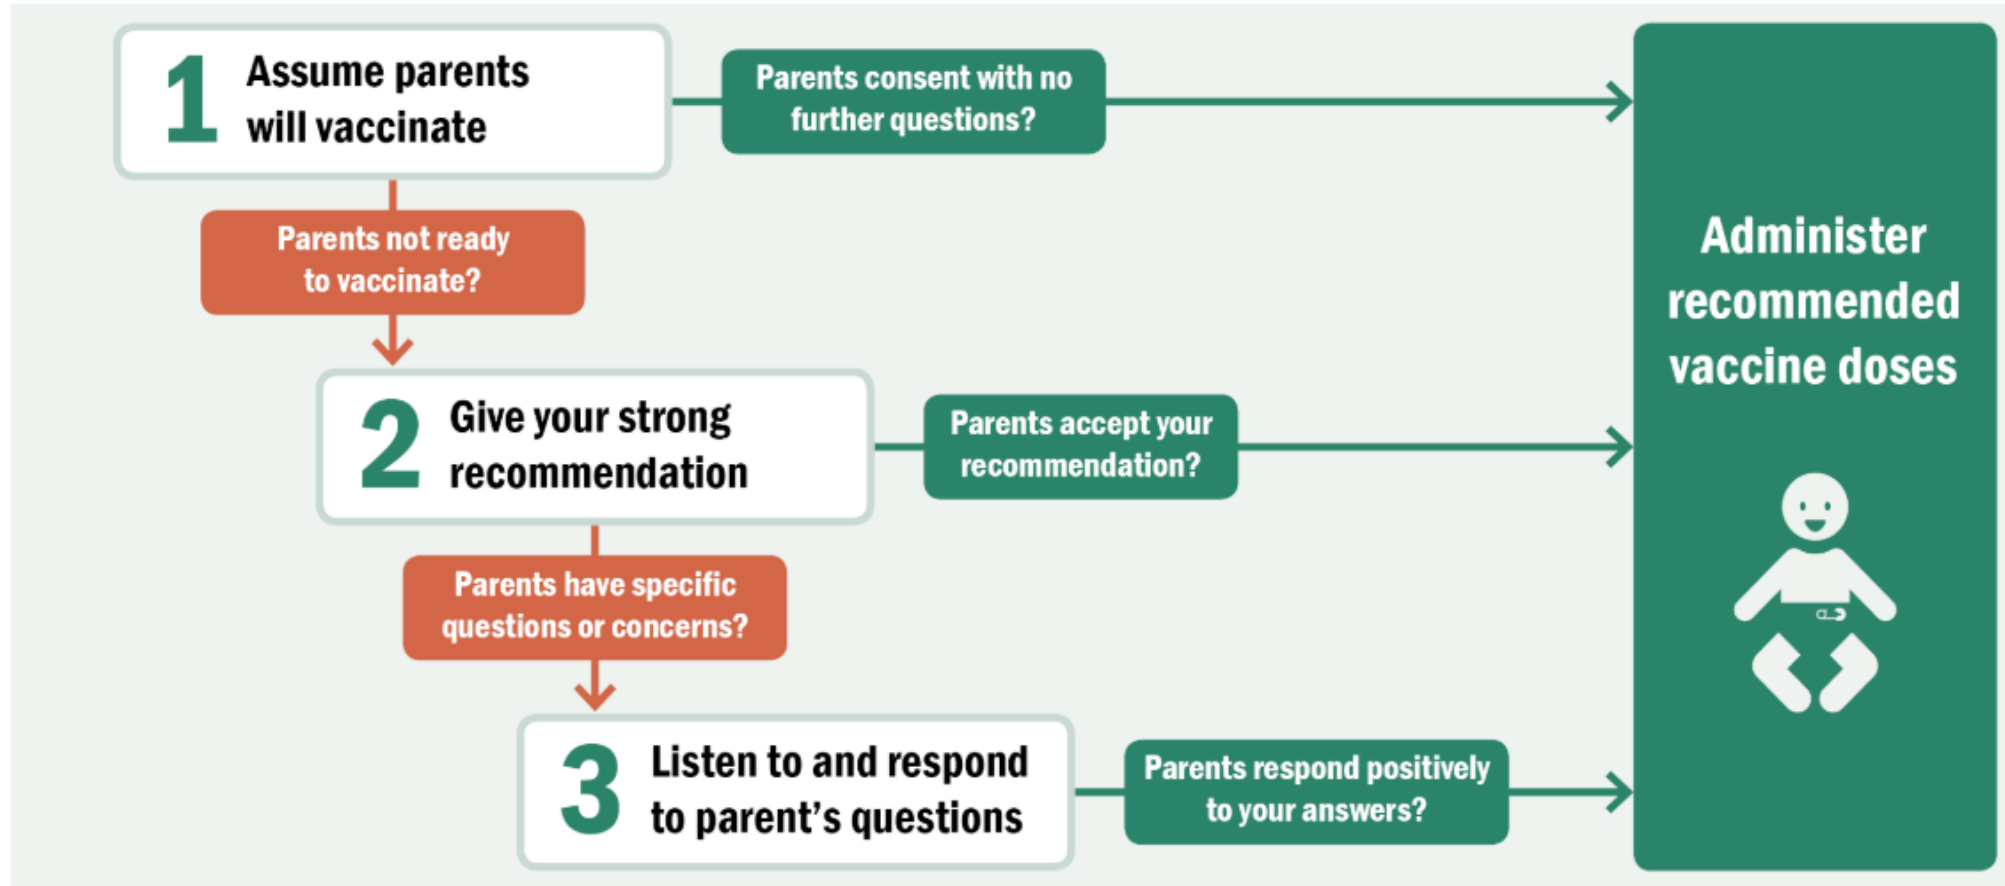 1
Assume parents
will vaccinate
Parents consent with no
further questions?
Parents not ready
to vaccinate?
2
Give your strong
recommendation
Parents accept your
recommendation?
Parents have specific
questions or concerns?
3
Listen to and respond
to parent’s questions
Parents respond positively
to your answers?
Administer
recommended
vaccine doses